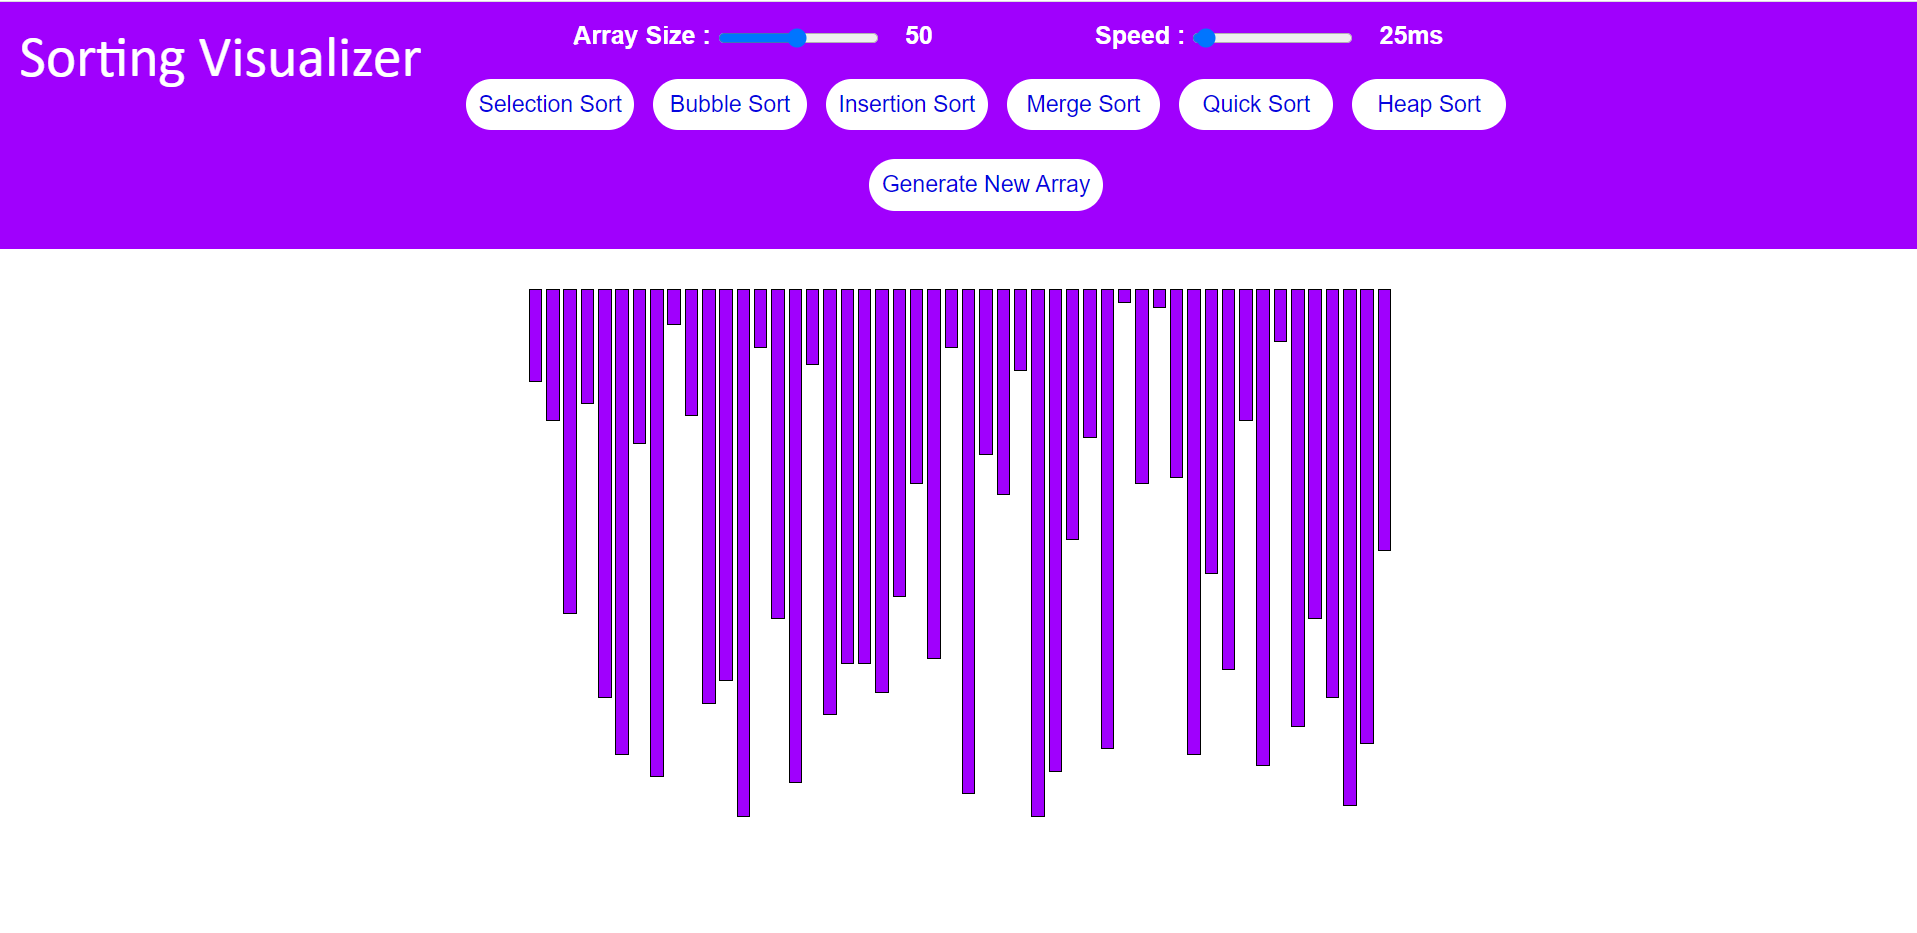 Sorting Visualizer
Array Size : 50 Speed : 25ms
Selection Sort Bubble Sort Insertion Sort Merge Sort Quick Sort Heap Sort
Generate New Array